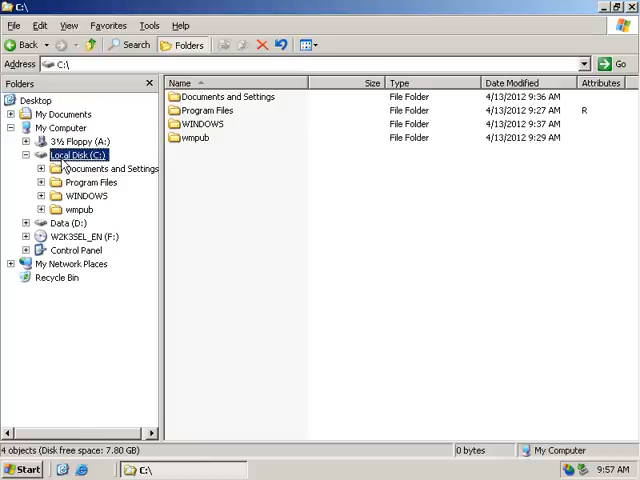 C:\
File Edit View Favorites Tools Help
Back Search Folders
Address C:\ Go
Folders
Desktop
My Documents
My Computer
3½ Floppy (A:)
Local Disk (C:)
Documents and Settings
Program Files
WINDOWS
wmpub
Data (D:)
W2K3SEL_EN (F:)
Control Panel
My Network Places
Recycle Bin
Name Size Type Date Modified Attributes
Documents and Settings File Folder 4/13/2012 9:36 AM
Program Files File Folder 4/13/2012 9:27 AM R
WINDOWS File Folder 4/13/2012 9:37 AM
wmpub File Folder 4/13/2012 9:29 AM
4 objects (Disk free space: 7.80 GB) 0 bytes My Computer
Start C:\ 9:57 AM